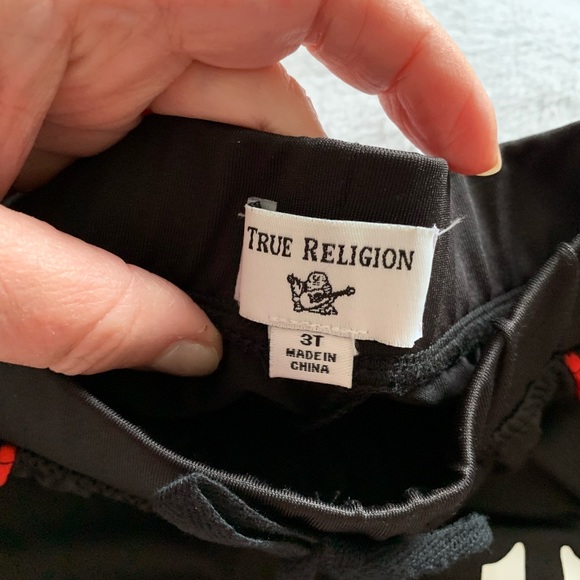 TRUE RELIGION
3T
MADE IN
CHINA